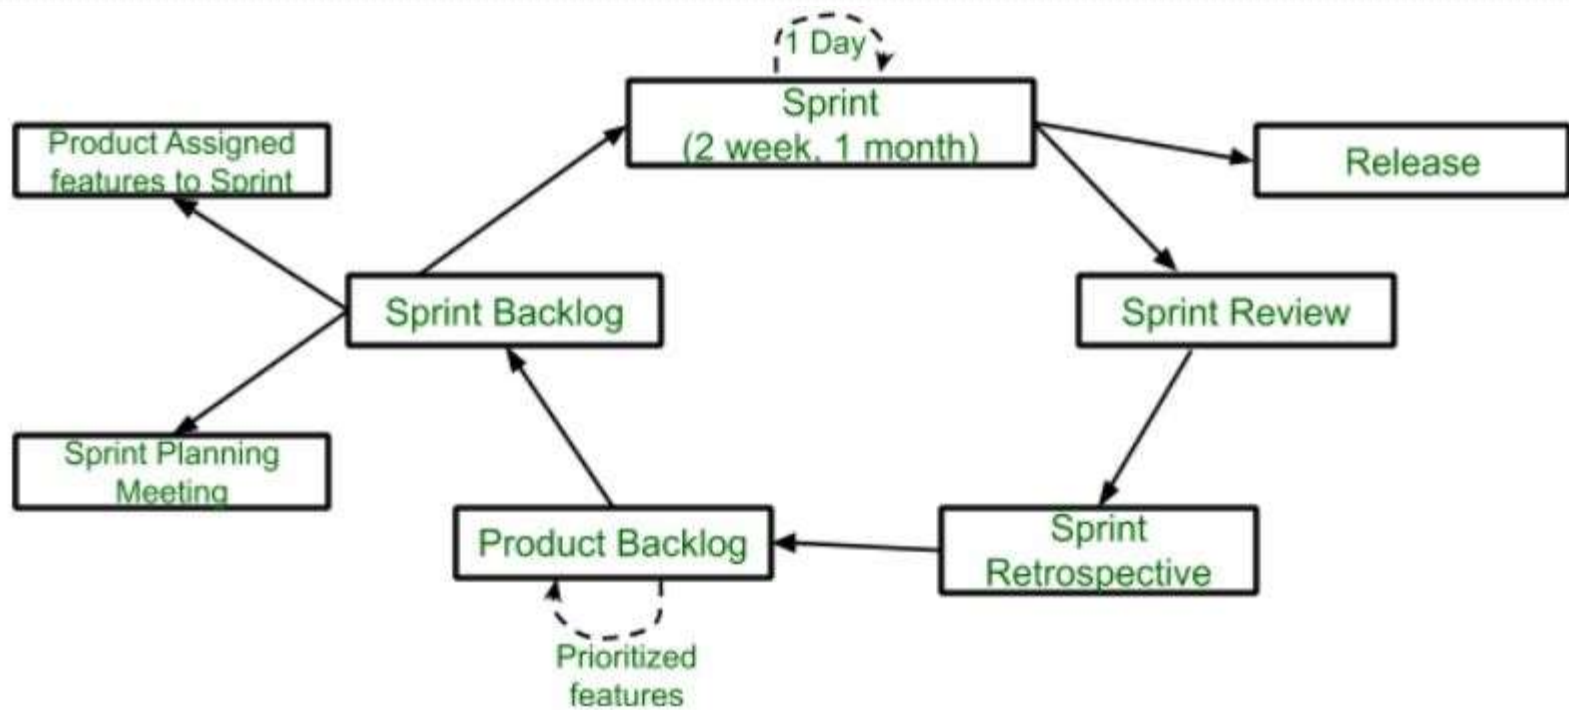 1 Day
Sprint
(2 week, 1 month)
Product Assigned
features to Sprint
Release
Sprint Backlog
Sprint Review
Sprint Planning
Meeting
Product Backlog
Sprint
Retrospective
Prioritized
features